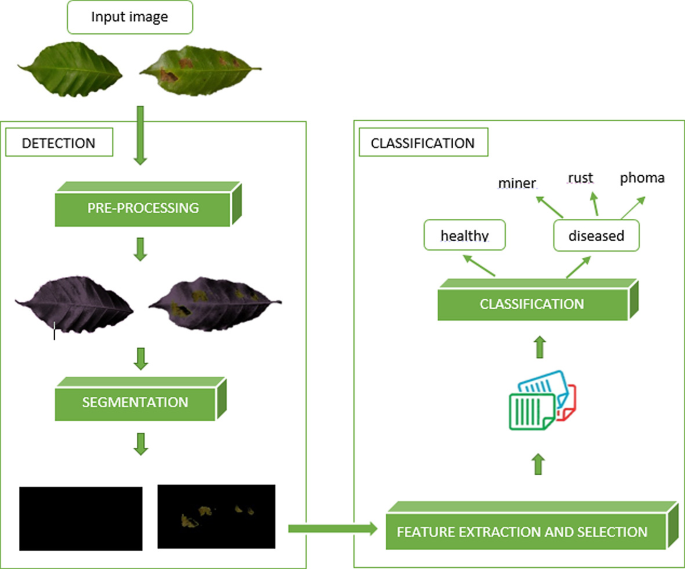 Input image
DETECTION
PRE-PROCESSING
SEGMENTATION
CLASSIFICATION
miner
rust
phoma
healthy
diseased
CLASSIFICATION
FEATURE EXTRACTION AND SELECTION